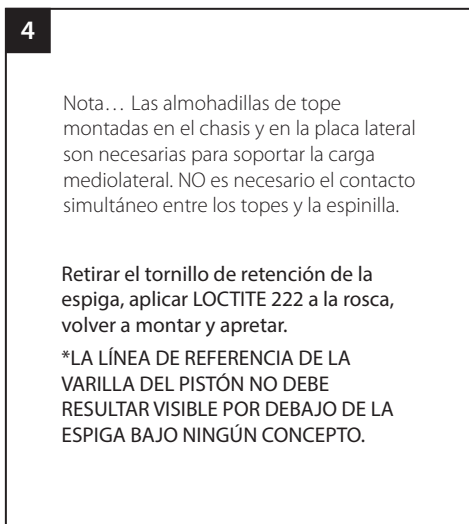 4
Nota… Las almohadillas de tope
montadas en el chasis y en la placa lateral
son necesarias para soportar la carga
mediolateral. NO es necesario el contacto
simultáneo entre los topes y la espinilla.
Retirar el tornillo de retención de la
espiga, aplicar LOCTITE 222 a la rosca,
volver a montar y apretar.
*LA LÍNEA DE REFERENCIA DE LA
VARILLA DEL PISTÓN NO DEBE
RESULTAR VISIBLE POR DEBAJO DE LA
ESPIGA BAJO NINGÚN CONCEPTO.